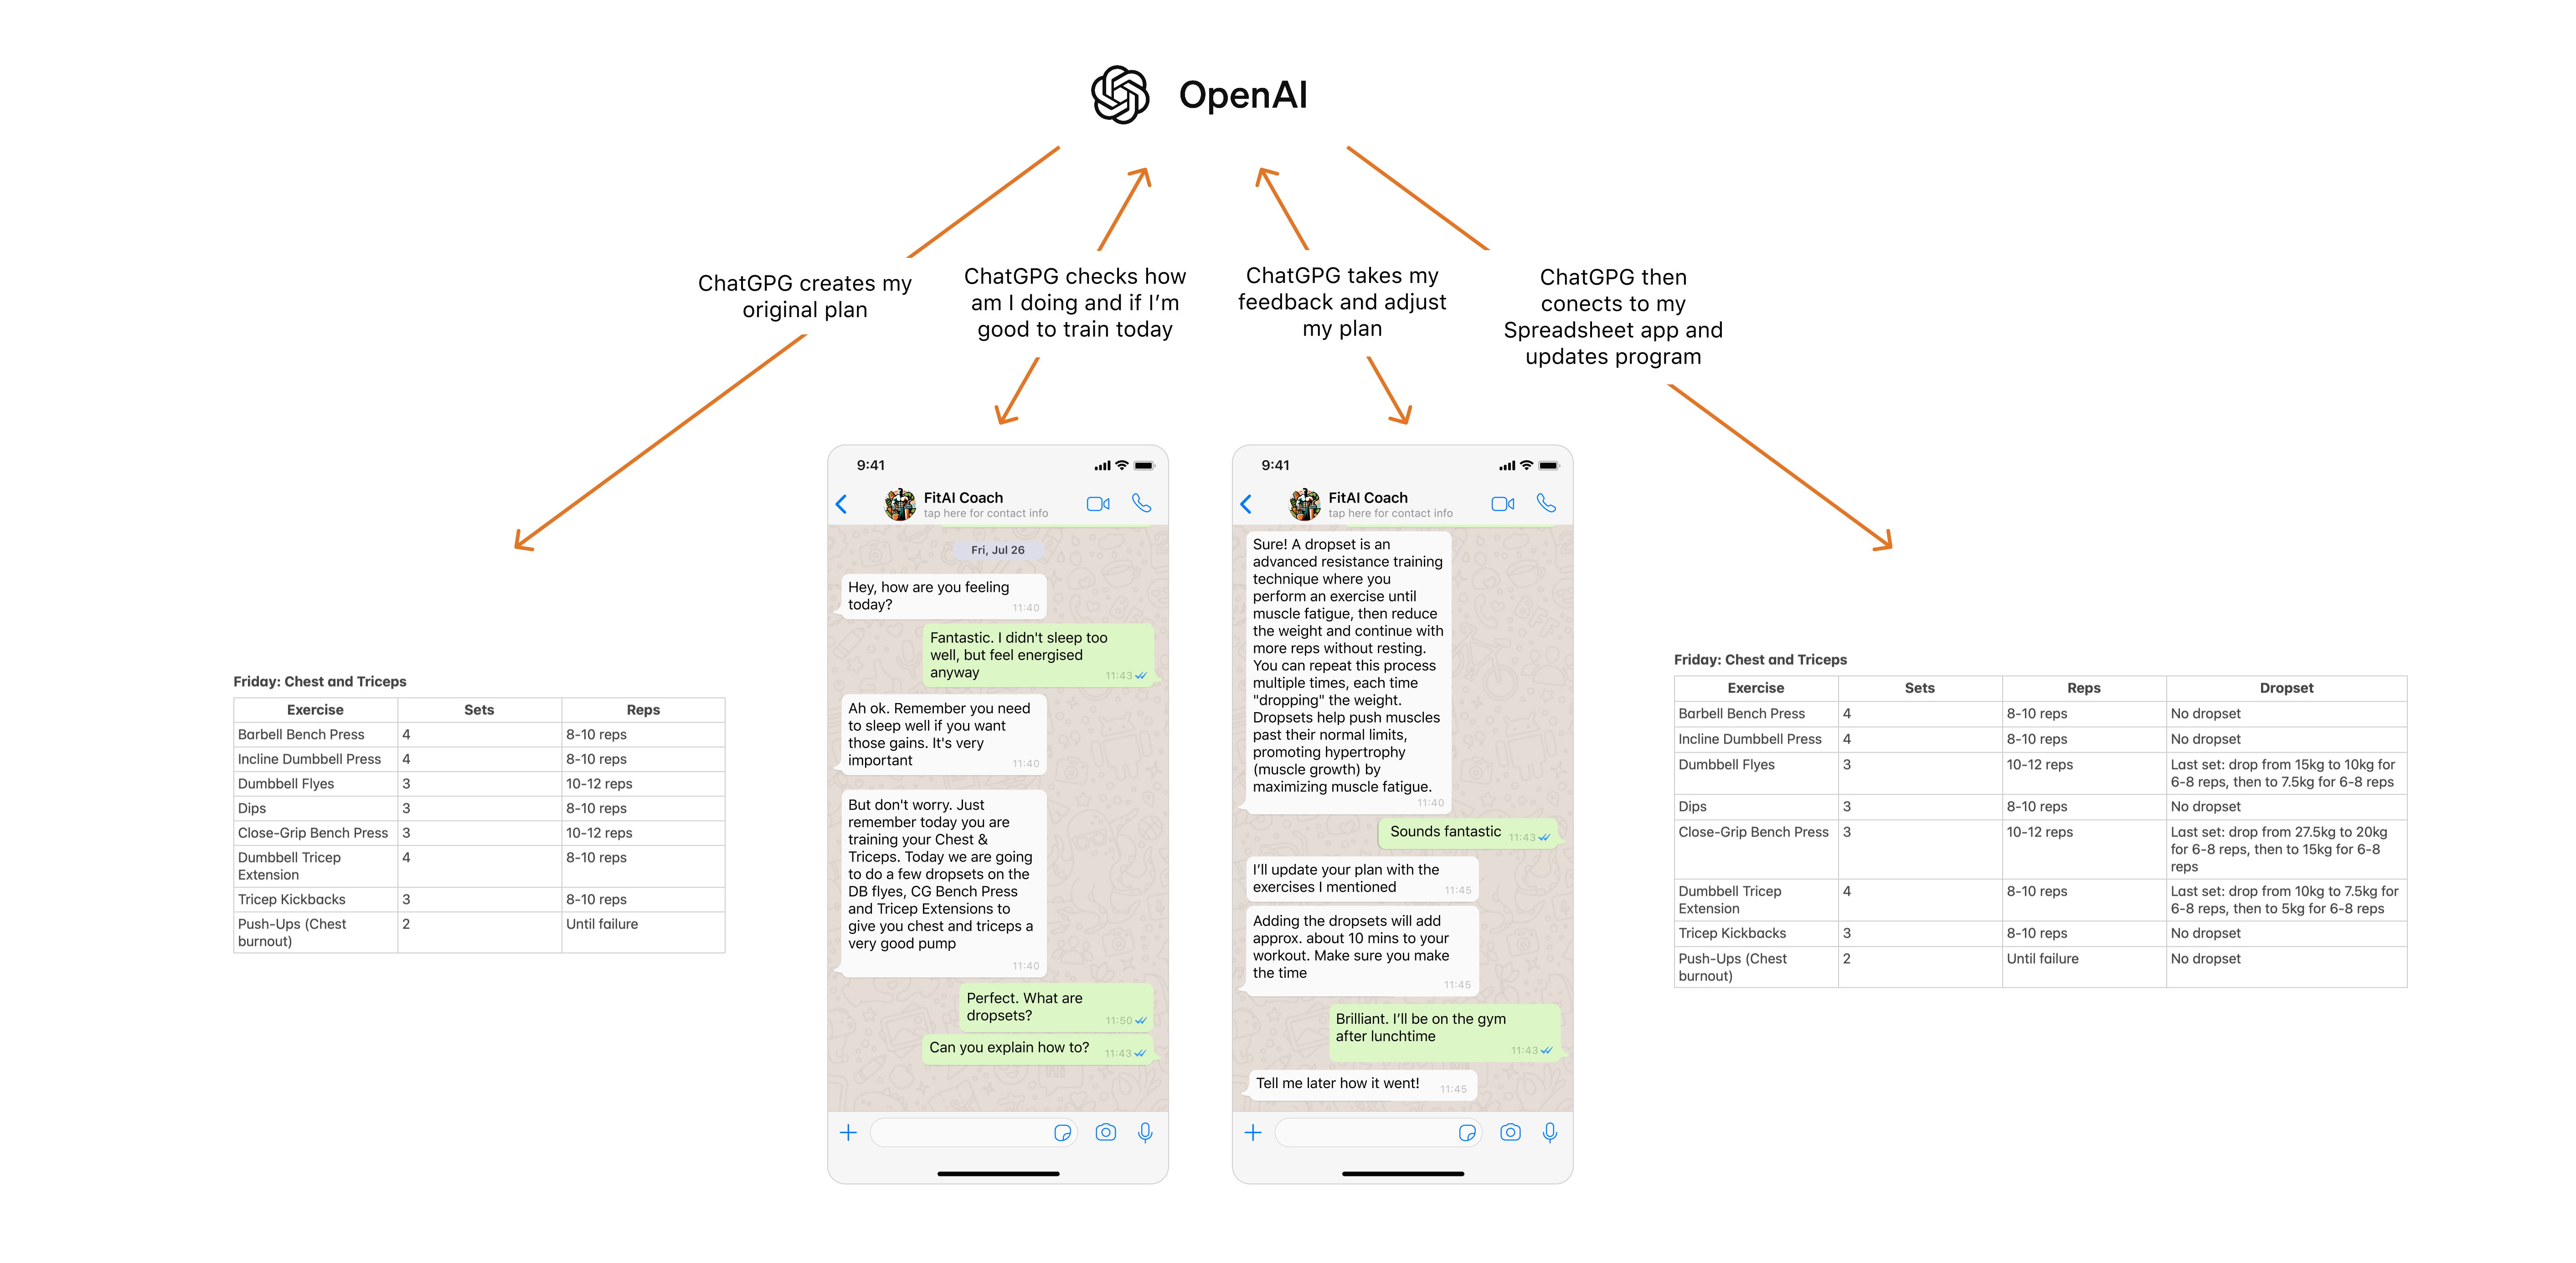 OpenAI
ChatGPG creates my
original plan
ChatGPG checks how
am I doing and if I’m
good to train today
ChatGPG takes my
feedback and adjust
my plan
ChatGPG then
conects to my
Spreadsheet app and
updates program
Friday: Chest and Triceps
Exercise Sets Reps
Barbell Bench Press 4 8-10 reps
Incline Dumbbell Press 4 8-10 reps
Dumbbell Flyes 3 10-12 reps
Dips 3 8-10 reps
Close-Grip Bench Press 3 10-12 reps
Dumbbell Tricep 4 8-10 reps
Extension
Tricep Kickbacks 3 8-10 reps
Push-Ups (Chest 2 Until failure
burnout)
9:41
FitAI Coach
tap here for contact info
Fri, Jul 26
Hey, how are you feeling
today?
11:40
Fantastic. I didn't sleep too
well, but feel energised
anyway
11:43
Ah ok. Remember you need
to sleep well if you want
those gains. It's very
important
11:40
But don't worry. Just
remember today you are
training your Chest &
Triceps. Today we are going
to do a few dropsets on the
DB flyes, CG Bench Press
and Tricep Extensions to
give you chest and triceps a
very good pump
11:40
Perfect. What are
dropsets?
11:50
Can you explain how to?
11:43
9:41
FitAI Coach
tap here for contact info
Sure! A dropset is an
advanced resistance training
technique where you
perform an exercise until
muscle fatigue, then reduce
the weight and continue with
more reps without resting.
You can repeat this process
multiple times, each time
"dropping" the weight.
Dropsets help push muscles
past their normal limits,
promoting hypertrophy
(muscle growth) by
maximizing muscle fatigue.
11:40
Sounds fantastic
11:43
I’ll update your plan with the
exercises I mentioned
11:45
Adding the dropsets will add
approx. about 10 mins to your
workout. Make sure you make
the time
11:45
Brilliant. I’ll be on the gym
after lunchtime
11:43
Tell me later how it went!
11:45
Friday: Chest and Triceps
Exercise Sets Reps Dropset
Barbell Bench Press 4 8-10 reps No dropset
Incline Dumbbell Press 4 8-10 reps No dropset
Dumbbell Flyes 3 10-12 reps Last set: drop from 15kg to 10kg for
6-8 reps, then to 7.5kg for 6-8 reps
Dips 3 8-10 reps No dropset
Close-Grip Bench Press 3 10-12 reps Last set: drop from 27.5kg to 20kg
for 6-8 reps, then to 15kg for 6-8
reps
Dumbbell Tricep 4 8-10 reps Last set: drop from 10kg to 7.5kg for
Extension 6-8 reps, then to 5kg for 6-8 reps
Tricep Kickbacks 3 8-10 reps No dropset
Push-Ups (Chest 2 Until failure No dropset
burnout)